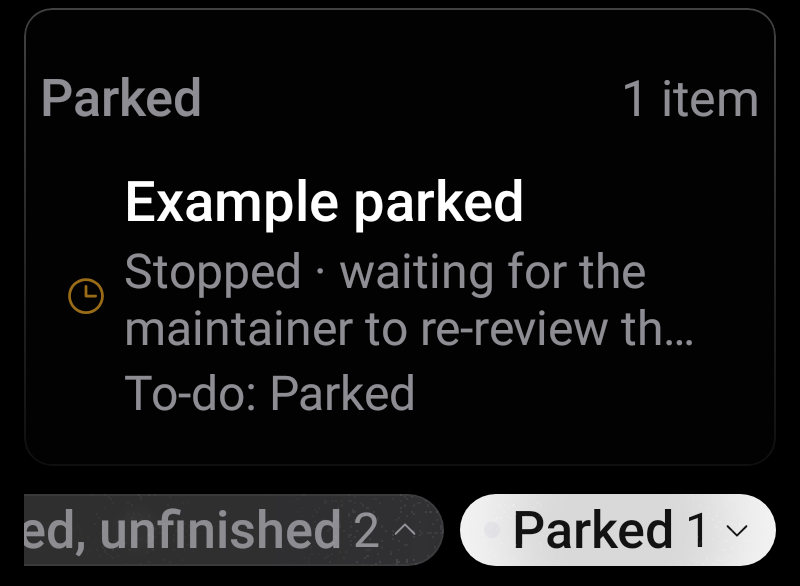 Parked 1 item
Example parked
Stopped · waiting for the
maintainer to re-review th…
To-do: Parked
ed, unfinished 2
Parked 1